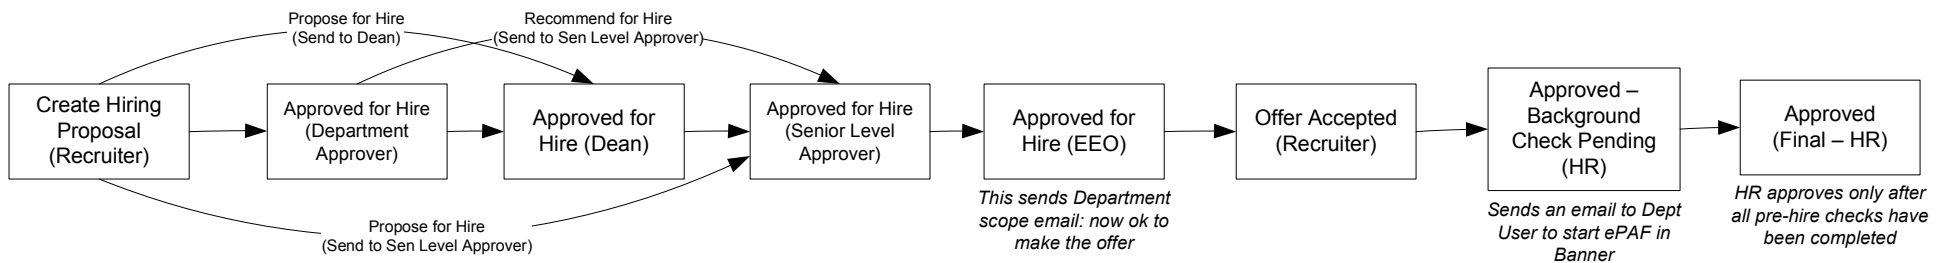 Propose for Hire
(Send to Dean)
Recommend for Hire
(Send to Sen Level Approver)
Create Hiring
Proposal
(Recruiter)
Approved for Hire
(Department
Approver)
Approved for
Hire (Dean)
Approved for Hire
(Senior Level
Approver)
Approved for
Hire (EEO)
Offer Accepted
(Recruiter)
Approved –
Background
Check Pending
(HR)
Approved
(Final – HR)
Propose for Hire
(Send to Sen Level Approver)
This sends Department
scope email: now ok to
make the offer
Sends an email to Dept
User to start ePAF in
Banner
HR approves only after
all pre-hire checks have
been completed